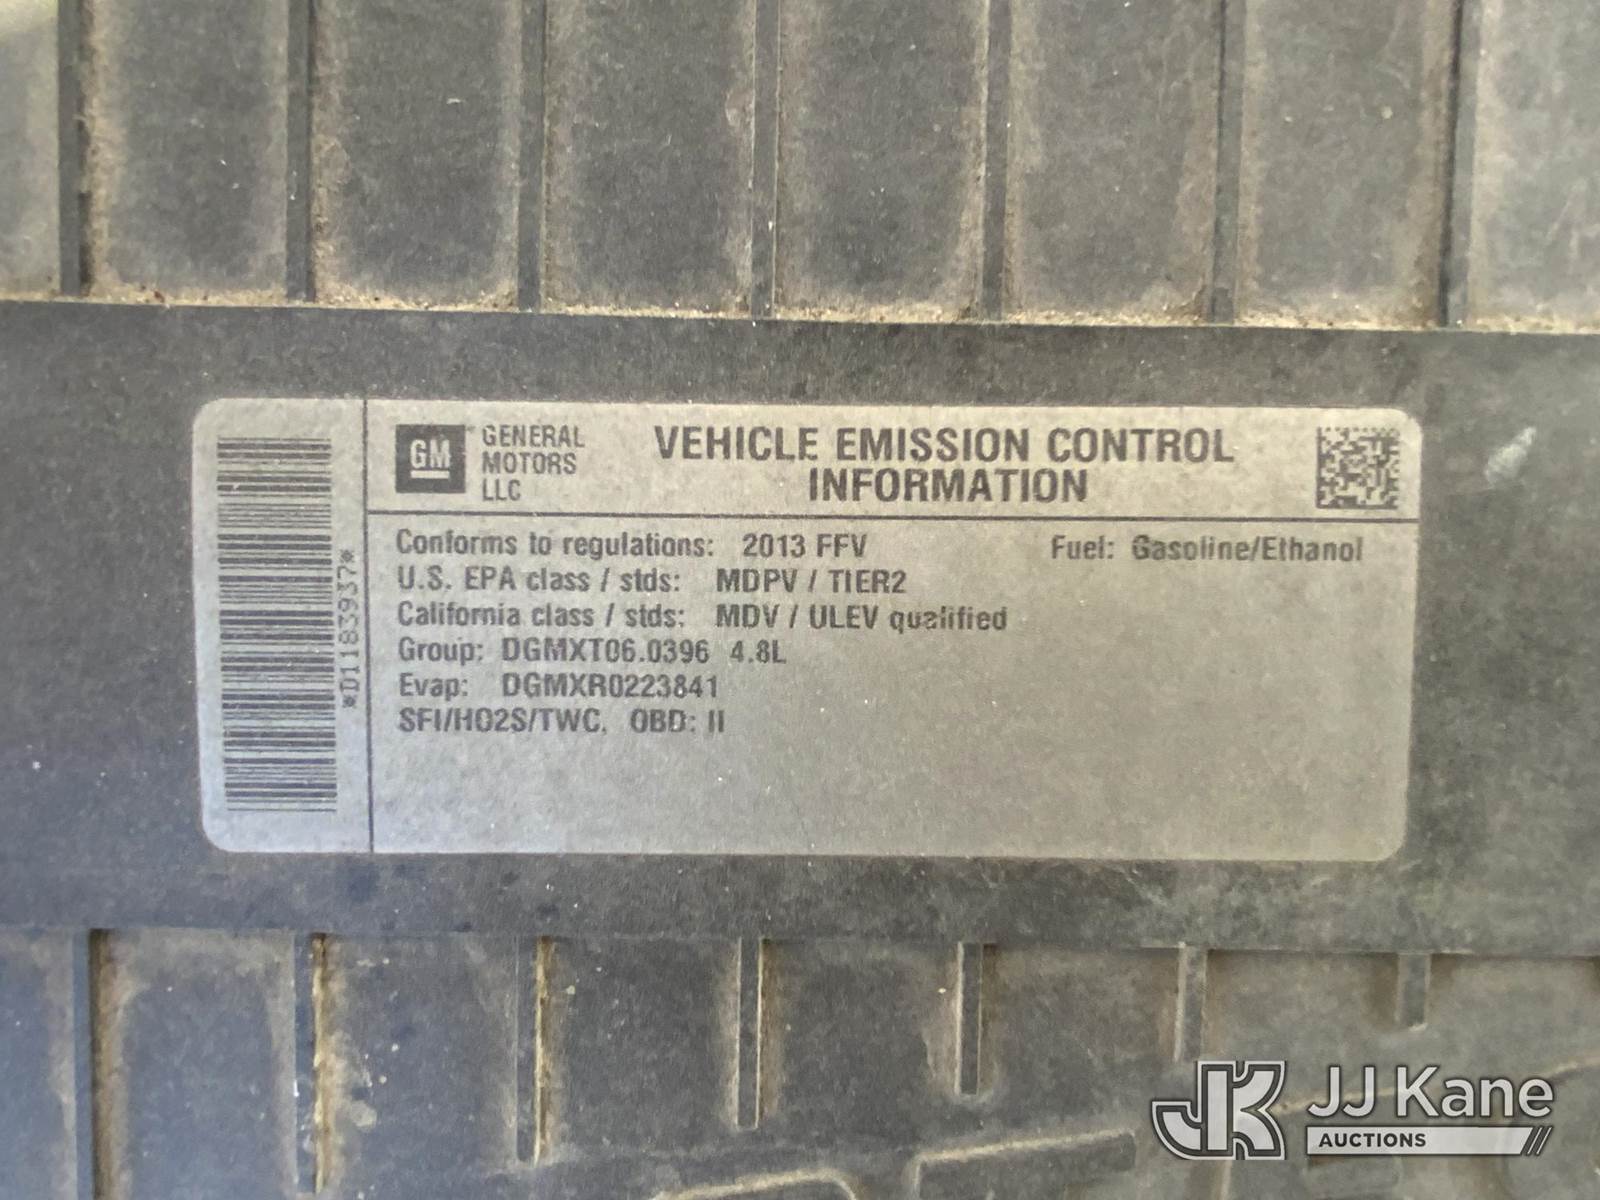 *D1183937*
GM GENERAL
MOTORS
LLC
VEHICLE EMISSION CONTROL
INFORMATION
Conforms to regulations: 2013 FFV Fuel: Gasoline/Ethanol
U.S. EPA class / stds: MDPV / TIER2
California class / stds: MDV / ULEV qualified
Group: DGMXT06.0396 4.8L
Evap: DGMXR0223841
SFI/HO2S/TWC, OBD: II
JK JJ Kane
AUCTIONS